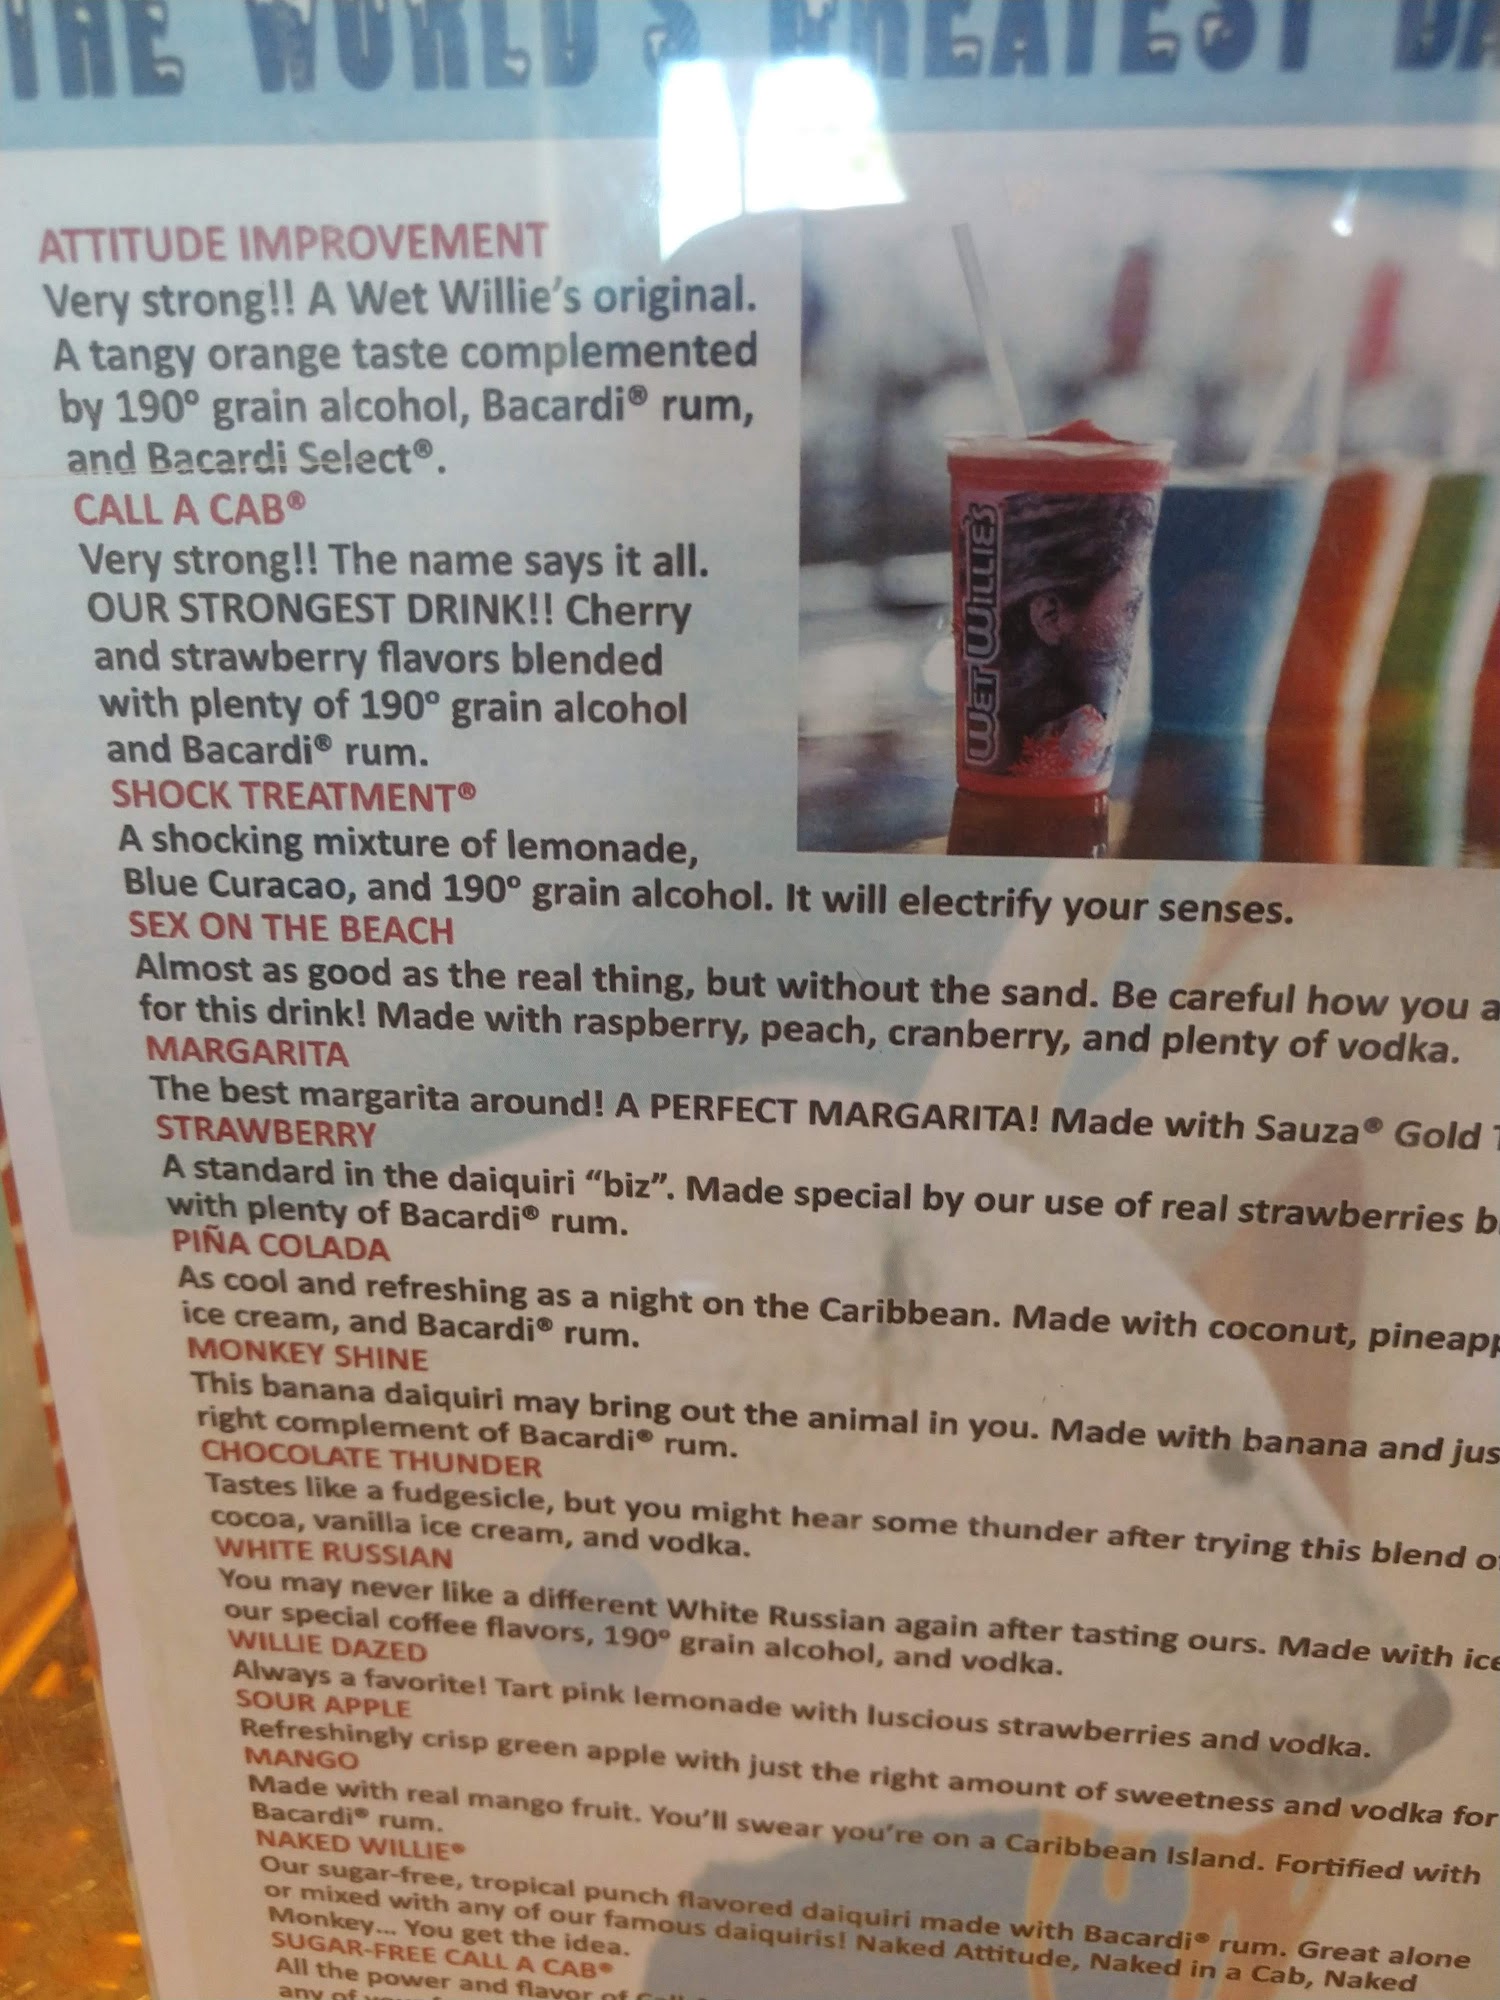 THE WORLD'S GREATEST
ATTITUDE IMPROVEMENT
Very strong!! A Wet Willie's original.
A tangy orange taste complemented
by 190º grain alcohol, Bacardi® rum,
and Bacardi Select®.
CALL A CAB®
Very strong!! The name says it all.
OUR STRONGEST DRINK!! Cherry
and strawberry flavors blended
with plenty of 190º grain alcohol
and Bacardi® rum.
WET WILLIE'S
SHOCK TREATMENT®
A shocking mixture of lemonade,
Blue Curacao, and 190º grain alcohol. It will electrify your senses.
SEX ON THE BEACH
Almost as good as the real thing, but without the sand. Be careful how you
for this drink! Made with raspberry, peach, cranberry, and plenty of vodka.
MARGARITA
The best margarita around! A PERFECT MARGARITA! Made with Sauza® Gold
STRAWBERRY
A standard in the daiquiri “biz”. Made special by our use of real strawberries
with plenty of Bacardi® rum.
PIÑA COLADA
As cool and refreshing as a night on the Caribbean. Made with coconut,
ice cream, and Bacardi® rum.
MONKEY SHINE
This banana daiquiri may bring out the animal in you. Made with banana and
right complement of Bacardi® rum.
CHOCOLATE THUNDER
Tastes like a fudgesicle, but you might hear some thunder after trying this blend
cocoa, vanilla ice cream, and vodka.
WHITE RUSSIAN
You may never like a different White Russian again after tasting ours. Made with ice
our special coffee flavors, 190º grain alcohol, and vodka.
WILLIE DAZED
Always a favorite! Tart pink lemonade with luscious strawberries and vodka.
SOUR APPLE
Refreshingly crisp green apple with just the right amount of sweetness and vodka for
MANGO
Made with real mango fruit. You'll swear you're on a Caribbean Island. Fortified with
Bacardi® rum.
NAKED WILLIE®
Our sugar-free, tropical punch flavored daiquiri made with Bacardi® rum. Great alone
or mixed with any of our famous daiquiris! Naked Attitude, Naked in a Cab, Naked
Monkey... You get the idea.
SUGAR-FREE CALL A CAB®
All the power and flavor of
any of